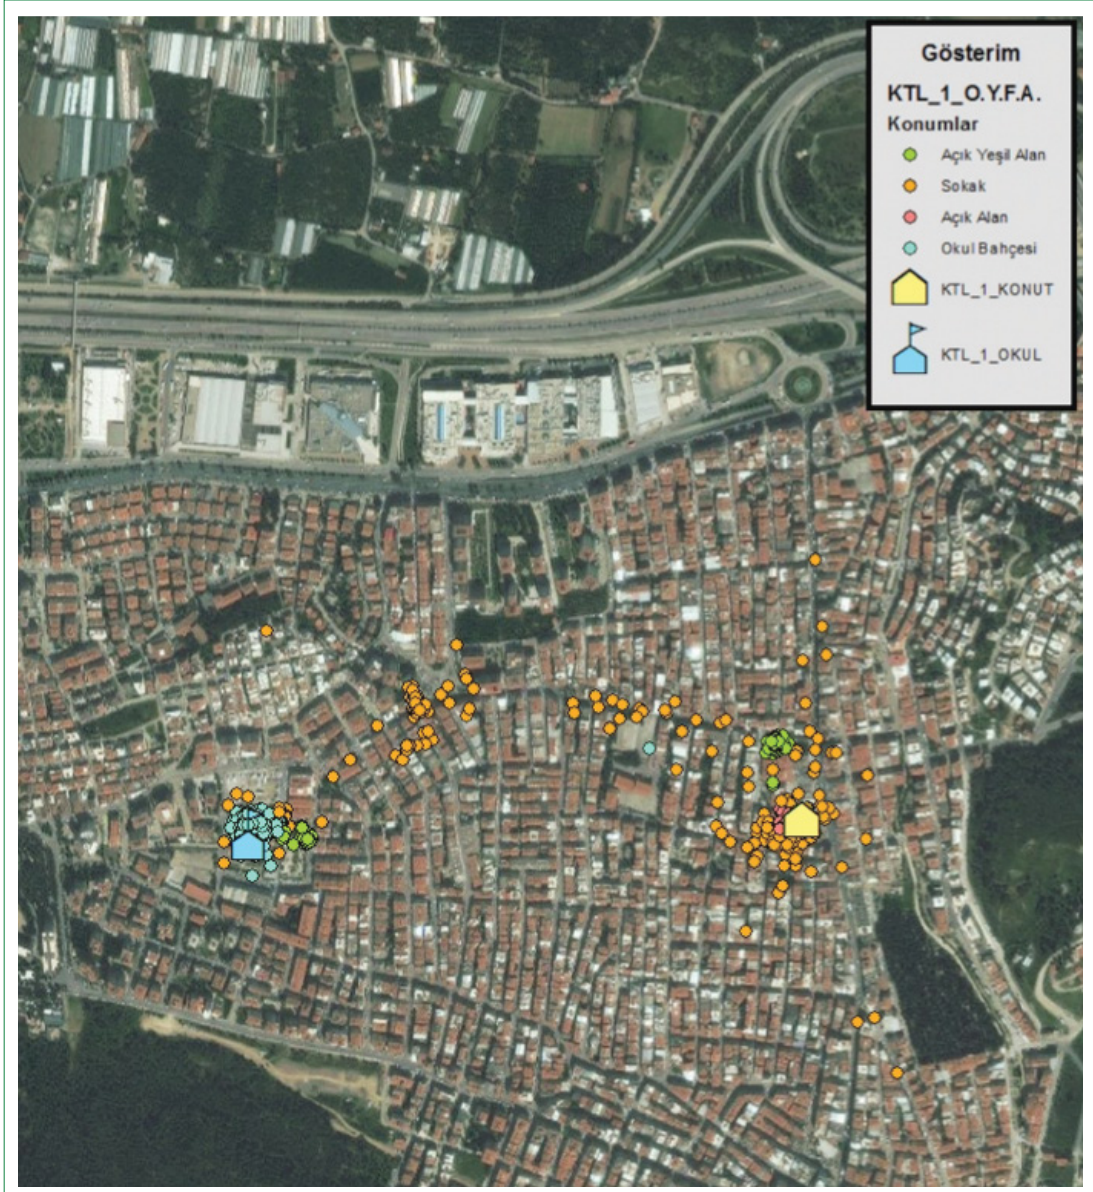 Gösterim
KTL_1_O.Y.F.A.
Konumlar
Açık Yeşil Alan
Sokak
Açık Alan
Okul Bahçesi
KTL_1_KONUT
KTL_1_OKUL